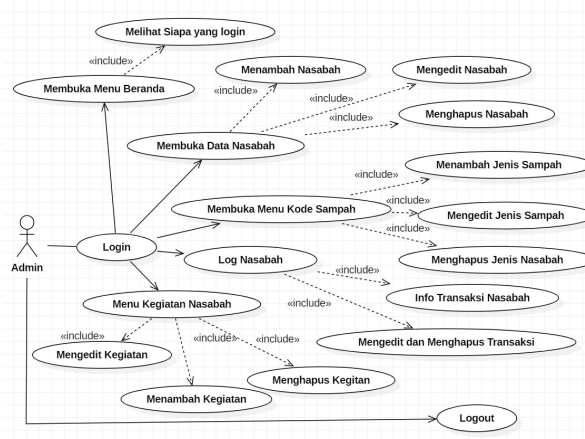 Melihat Siapa yang login
«include»
Membuka Menu Beranda
Menambah Nasabah
Mengedit Nasabah
«include»
«include»
Menghapus Nasabah
«include»
Membuka Data Nasabah
Menambah Jenis Sampah
«include»
Membuka Menu Kode Sampah
«include»
Mengedit Jenis Sampah
«include»
Admin
Login
Log Nasabah
Menghapus Jenis Nasabah
«include»
Info Transaksi Nasabah
Menu Kegiatan Nasabah
«include»
«include»
«include»
«include»
Mengedit dan Menghapus Transaksi
Mengedit Kegiatan
Menghapus Kegitan
Menambah Kegiatan
Logout